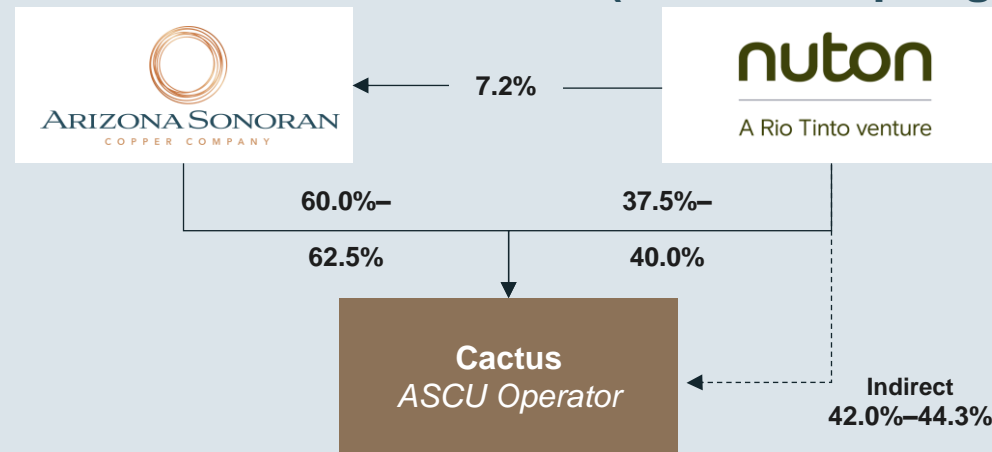 ARIZONA SONORAN
COPPER COMPANY
7.2%
nuton
A Rio Tinto venture
60.0%–
62.5%
37.5%–
40.0%
Cactus
ASCU Operator
Indirect
42.0%–44.3%